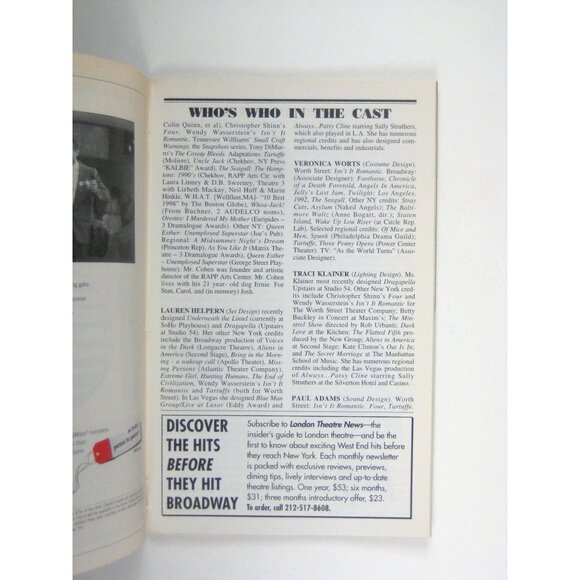 WHO'S WHO IN THE CAST
Colin Quinn, et al), Christopher Shinn's
Four, Wendy Wasserstein's Isn't It
Romantic, Tennessee Williams' Small Craft
Warnings, the Snapshots series, Tony DiMur-
ro's The Coyote Bleeds. Adaptations: Tartuffe
(Moliere), Uncle Jack (Chekhov, NY Press
"KALBIE" Award), The Seagull: The Hamp-
tons: 1990's (Chekhov, RAPP Arts Ctr. with
Laura Linney & D.B. Sweeney, Theatre 3
with Lizbeth Mackay, Neil Huff & Marin
Hinkle, W.H.A.T. [Wellfleet,MA] "10 Best
1998" by The Boston Globe), Whoa-Jack!
(From Buchner, 2 AUDELCO noms),
Orestes: I Murdered My Mother (Euripides –
3 Dramalogue Awards). Other NY: Queen
Esther: Unemployed Superstar (Joe's Pub).
Regional: A Midsummer Night's Dream
(Princeton Rep), As You Like It (Matrix The-
atre – 3 Dramalogue Awards), Queen Esther
– Unemployed Superstar (George Street Play-
house). Mr. Cohen was founder and artistic
director of the RAPP Arts Center. Mr. Cohen
lives with his 21 year- old dog Ernie. For
Stan, Carol, and (in memory) Josh.
LAUREN HELPERN (Set Design) recently
designed Underneath the Lintel (currently at
SoHo Playhouse) and Dragapella (Upstairs
at Studio 54). Her other New York credits
include the Broadway production of Voices
in the Dark (Longacre Theatre), Aliens in
America (Second Stage), Bring in the Morn-
ing - a wakeup call (Apollo Theater), Miss-
ing Persons (Atlantic Theater Company),
Extreme Girl, Hunting Humans, The End of
Civilization, Wendy Wasserstein's Isn't It
Romantic and Tartuffe (both for Worth
Street). In Las Vegas she designed Blue Man
Group/Live at Luxor (Eddy Award) and
Always...Patsy Cline starring Sally Struthers,
which also played in L.A. She has numerous
regional credits and has also designed com-
mercials, benefits and industrials.
VERONICA WORTS (Costume Design).
Worth Street: Isn't It Romantic. Broadway:
(Associate Designer): Footloose, Chronicle
of a Death Foretold, Angels In America,
Jelly's Last Jam, Twilight: Los Angeles,
1992, The Seagull. Other NY credits: Stray
Cats, Asylum (Naked Angels); The Balti-
more Waltz (Anne Bogart, dir.); Staten
Island, Wake Up Lou Riser (at Circle Rep.
Lab). Selected regional credits: Of Mice and
Men, Spunk (Philadelphia Drama Guild);
Tartuffe, Three Penny Opera (Power Center
Theater). TV: "As the World Turns" (Asso-
ciate Designer).
TRACI KLAINER (Lighting Design). Ms.
Klainer most recently designed Dragapella
Upstairs at Studio 54. Other New York cred-
its include Christopher Shinn's Four and
Wendy Wasserstein's Isn't It Romantic for
The Worth Street Theater Company; Betty
Buckley in Concert at Maxim's; The Min-
strel Show directed by Rob Urbanti; Dark
Love at the Kitchen; The Flatted Fifth pro-
duced by the New Group; Aliens in America
at Second Stage; Kate Clinton's Out Is In;
and The Secret Marriage at The Manhattan
School of Music. She has numerous regional
credits including the Las Vegas production
of Always...Patsy Cline starring Sally
Struthers at the Silverton Hotel and Casino.
PAUL ADAMS (Sound Design). Worth
Street: Isn't It Romantic, Four, Tartuffe.
DISCOVER
THE HITS
BEFORE
THEY HIT
BROADWAY
Subscribe to London Theatre News—the
insider's guide to London theatre—and be the
first to know about exciting West End hits before
they reach New York. Each monthly newsletter
is packed with exclusive reviews, previews,
dining tips, lively interviews and up-to-date
theatre listings. One year, $53; six months,
$31; three months introductory offer, $23.
To order, call 212-517-8608.